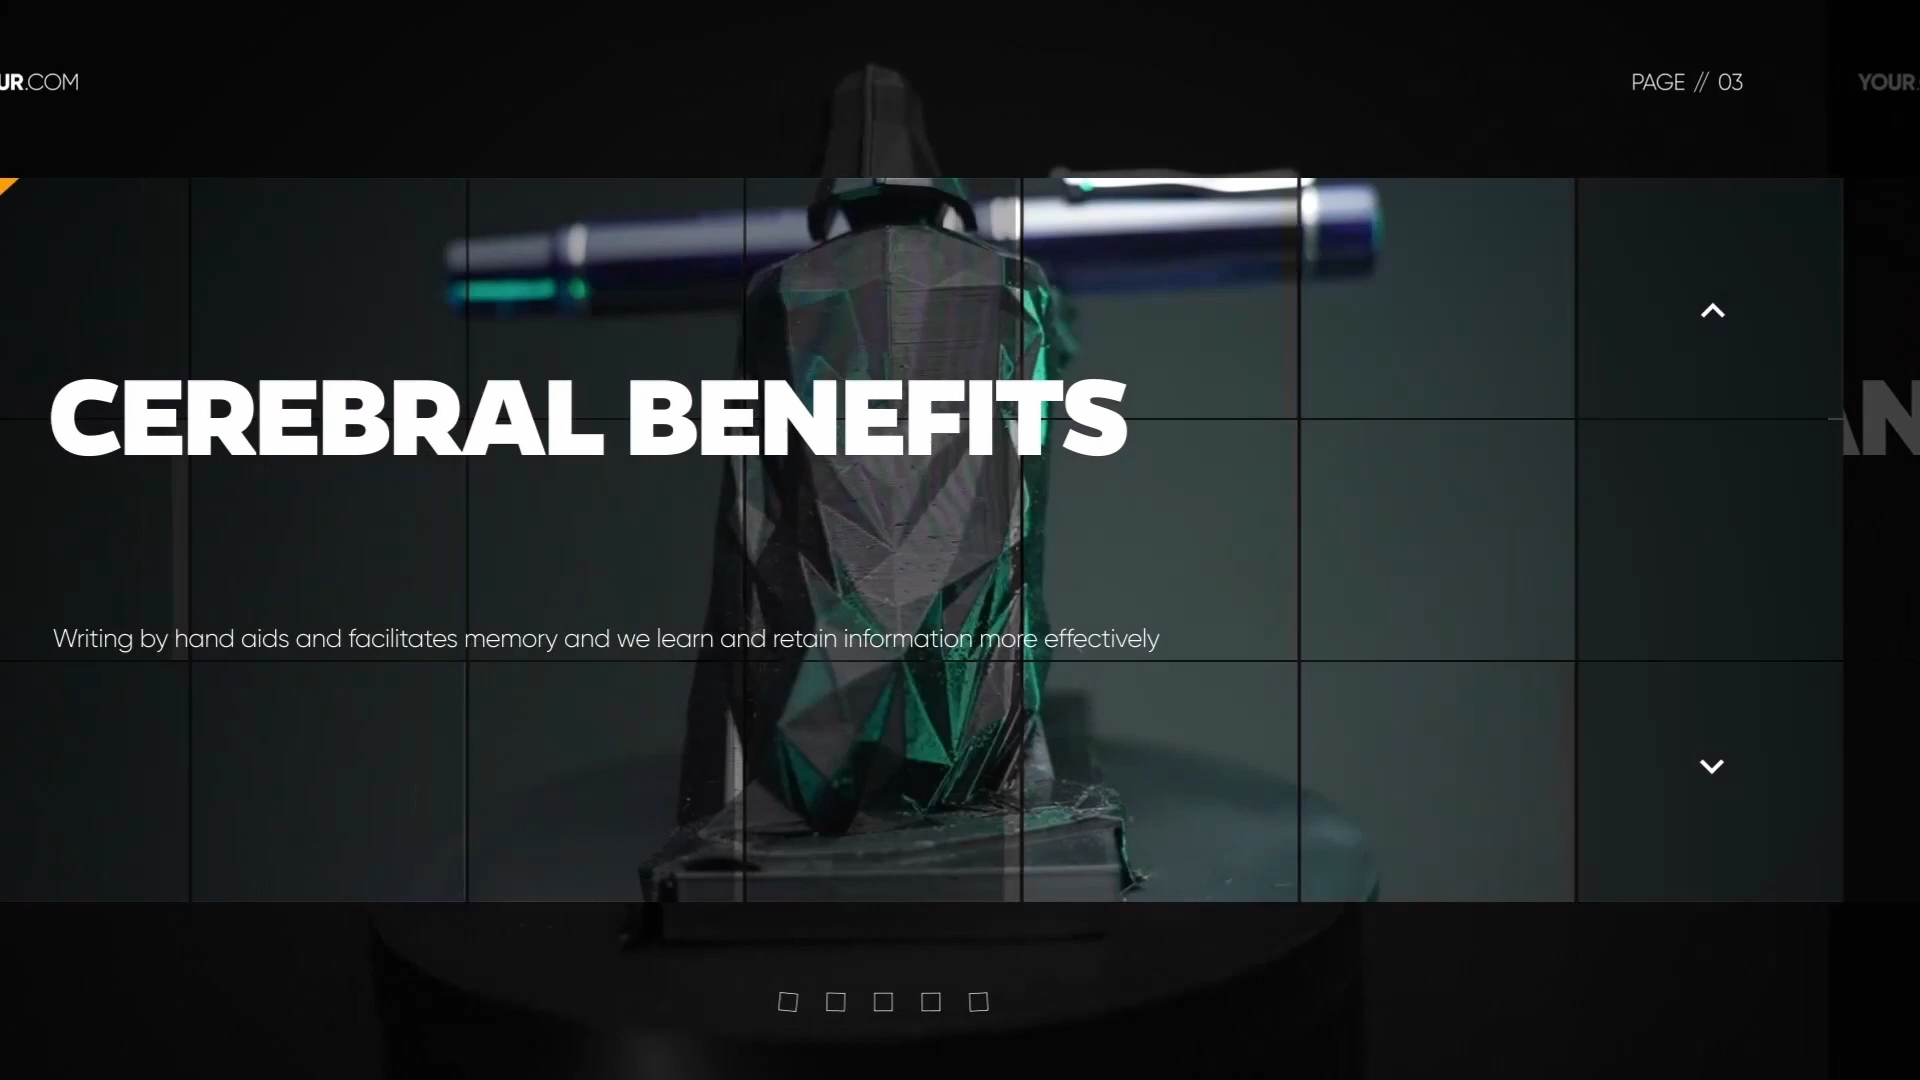 UR.COM
PAGE // 03
YOUR.
CEREBRAL BENEFITS
AN
Writing by hand aids and facilitates memory and we learn and retain information more effectively